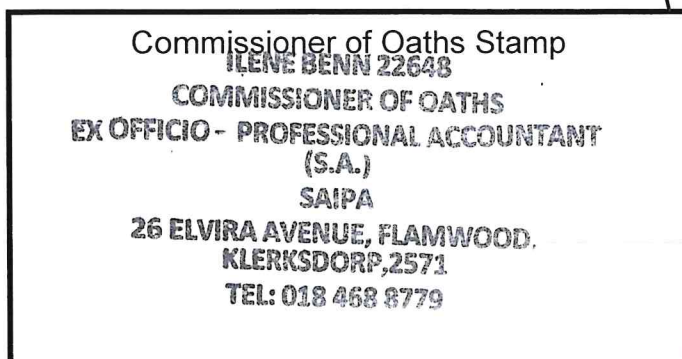 Commissioner of Oaths Stamp
ILENE BENN 22648
COMMISSIONER OF OATHS
EX OFFICIO - PROFESSIONAL ACCOUNTANT
(S.A.)
SAIPA
26 ELVIRA AVENUE, FLAMWOOD,
KLERKSDORP,2571
TEL: 018 468 8779